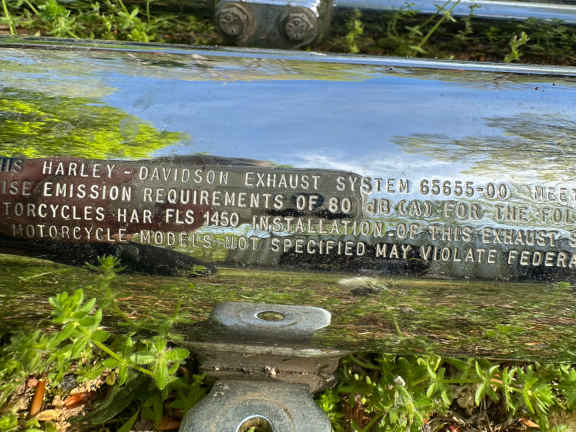 HIS HARLEY-DAVIDSON EXHAUST SYSTEM 65655-00 MEET
ISE EMISSION REQUIREMENTS OF 80 dB (A) FOR THE FOL
TORCYCLES HAR FLS 1450 INSTALLATION OF THIS EXHAUST S
MOTORCYCLE MODELS NOT SPECIFIED MAY VIOLATE FEDERA